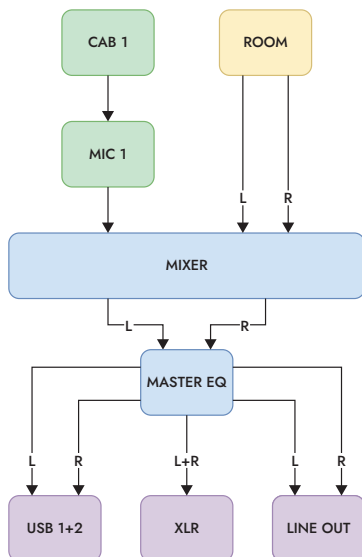 CAB 1
ROOM
MIC 1
L
R
MIXER
L
R
MASTER EQ
L
R
L+R
L
R
USB 1+2
XLR
LINE OUT